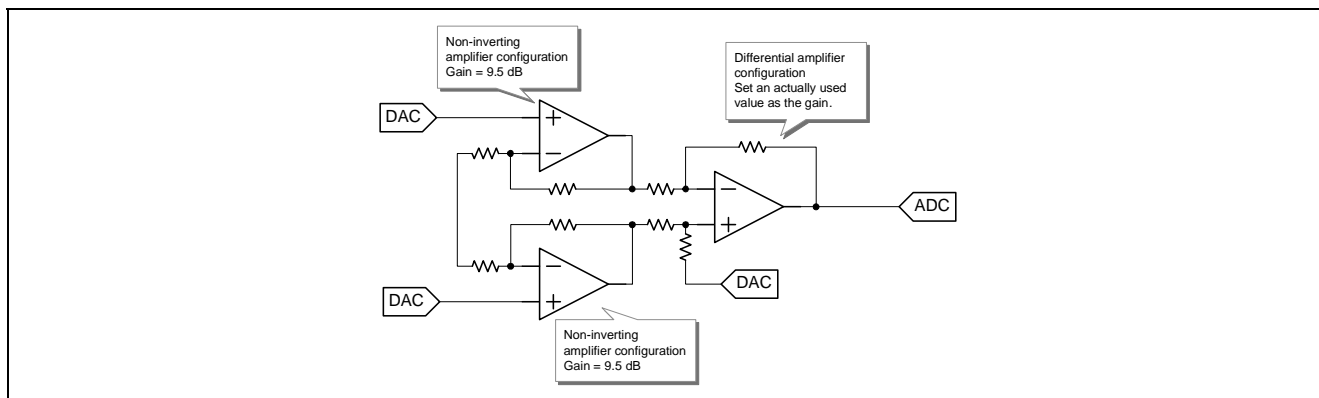 Non-inverting
amplifier configuration
Gain = 9.5 dB
Differential amplifier
configuration
Set an actually used
value as the gain.
DAC
ADC
DAC
DAC
Non-inverting
amplifier configuration
Gain = 9.5 dB